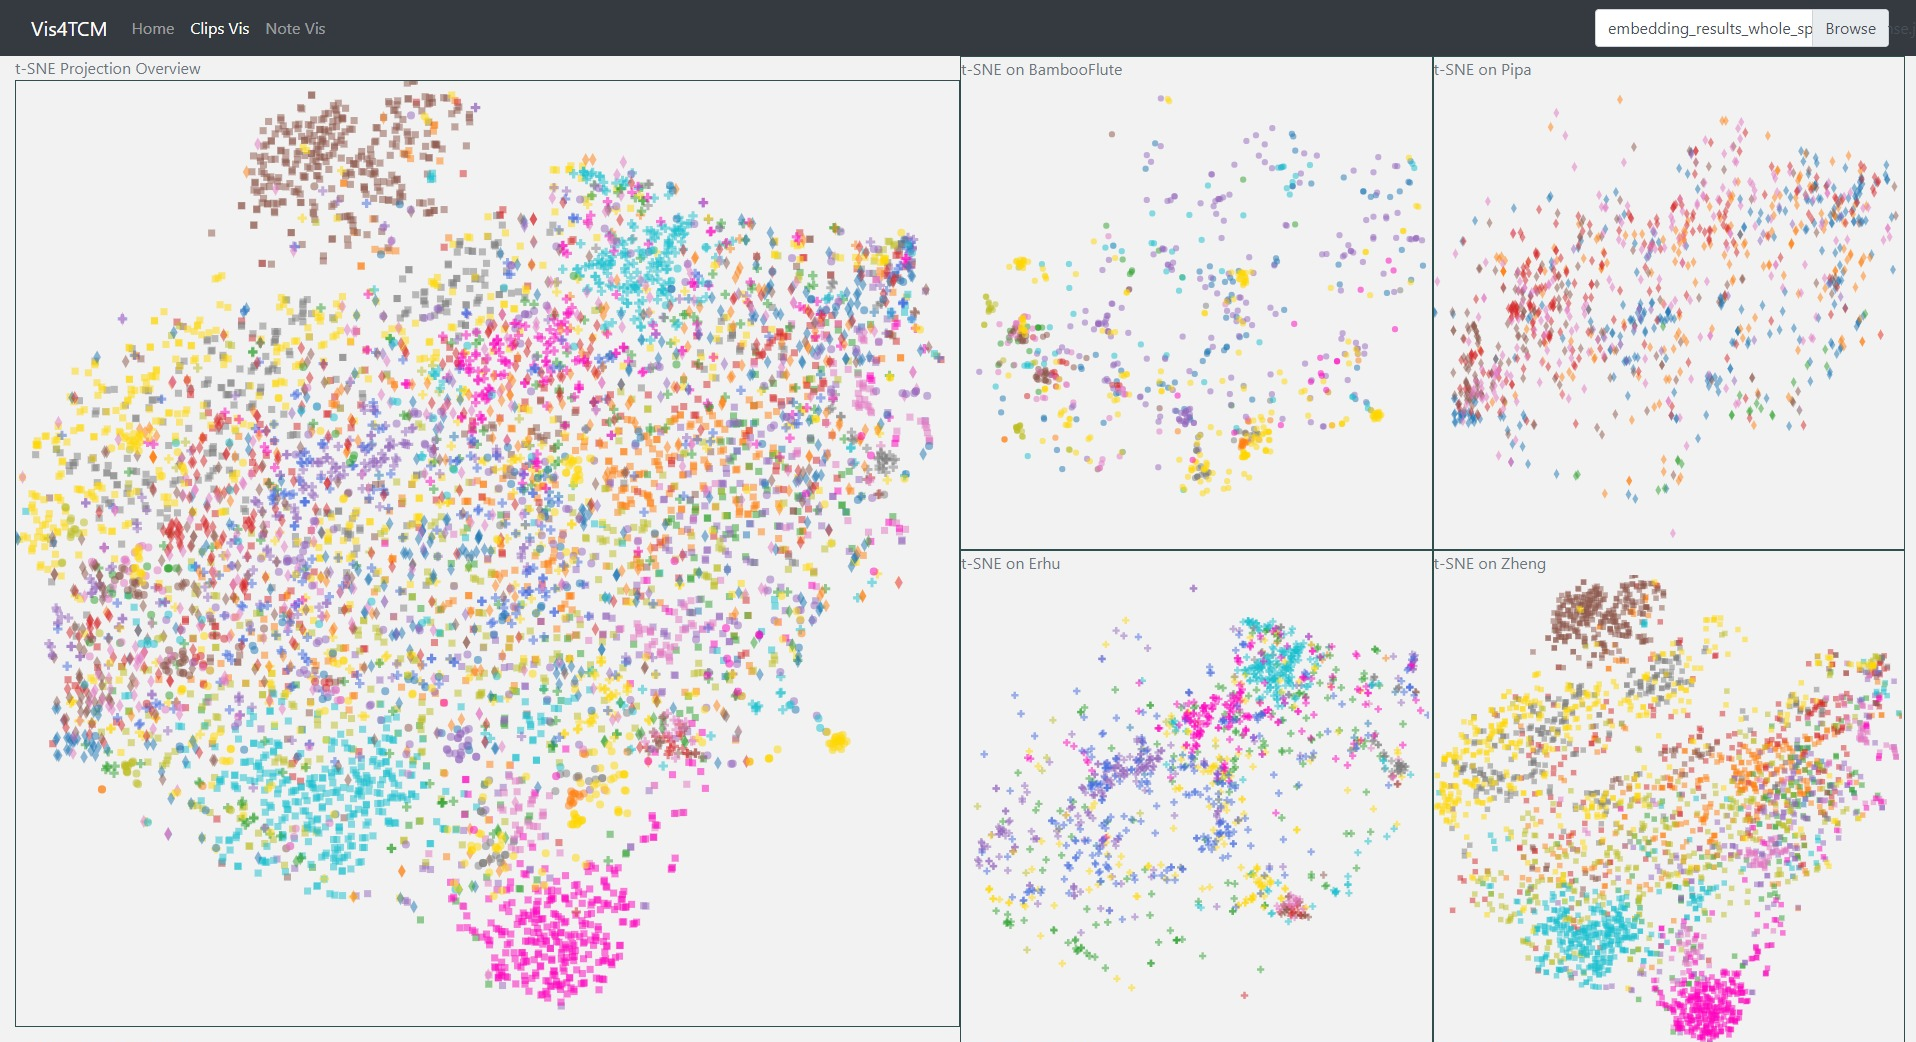 Vis4TCM Home Clips Vis Note Vis
embedding_results_whole_sp Browse
t-SNE Projection Overview
t-SNE on BambooFlute
t-SNE on Pipa
t-SNE on Erhu
t-SNE on Zheng